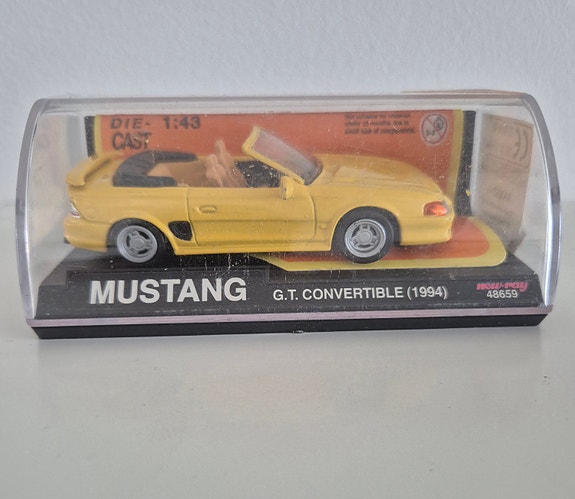 DIE- 1:43
CAST
MUSTANG
G.T. CONVERTIBLE (1994)
new-ray
48659